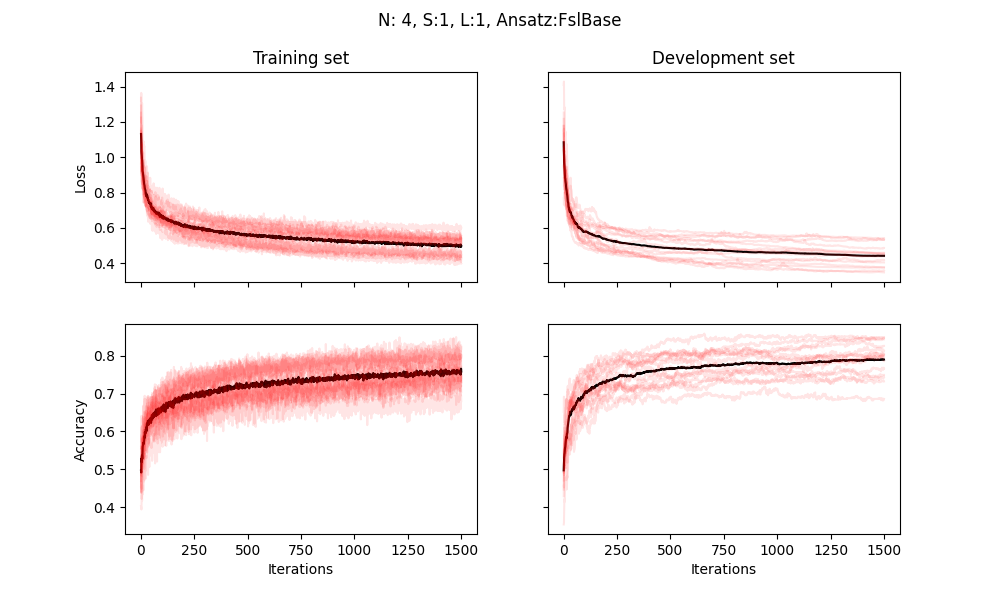 N: 4, S:1, L:1, Ansatz:FslBase
Training set
Development set
1.4
1.2
1.0
0.8
0.6
0.4
Loss
0.8
0.7
0.6
0.5
0.4
Accuracy
0 250 500 750 1000 1250 1500
0 250 500 750 1000 1250 1500
Iterations
Iterations